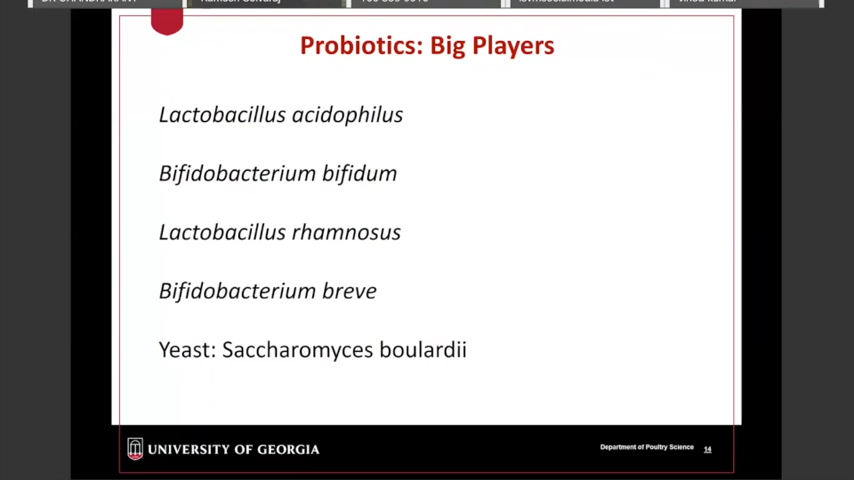 Probiotics: Big Players
Lactobacillus acidophilus
Bifidobacterium bifidum
Lactobacillus rhamnosus
Bifidobacterium breve
Yeast: Saccharomyces boulardii
UNIVERSITY OF GEORGIA
Department of Poultry Science 14